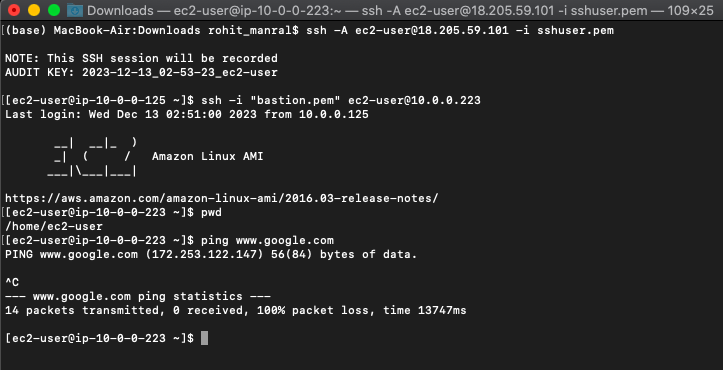 Downloads — ec2-user@ip-10-0-0-223:~ — ssh -A ec2-user@18.205.59.101 -i sshuser.pem — 109×25
[(base) MacBook-Air:Downloads rohit_manral$ ssh -A ec2-user@18.205.59.101 -i sshuser.pem
NOTE: This SSH session will be recorded
AUDIT KEY: 2023-12-13_02-53-23_ec2-user
[[ec2-user@ip-10-0-0-125 ~]$ ssh -i "bastion.pem" ec2-user@10.0.0.223
Last login: Wed Dec 13 02:51:00 2023 from 10.0.0.125
       __|  __|_  )
       _|  (     /   Amazon Linux AMI
      ___|\___|___|
https://aws.amazon.com/amazon-linux-ami/2016.03-release-notes/
[[ec2-user@ip-10-0-0-223 ~]$ pwd
/home/ec2-user
[[ec2-user@ip-10-0-0-223 ~]$ ping www.google.com
PING www.google.com (172.253.122.147) 56(84) bytes of data.
^C
--- www.google.com ping statistics ---
14 packets transmitted, 0 received, 100% packet loss, time 13747ms
[ec2-user@ip-10-0-0-223 ~]$